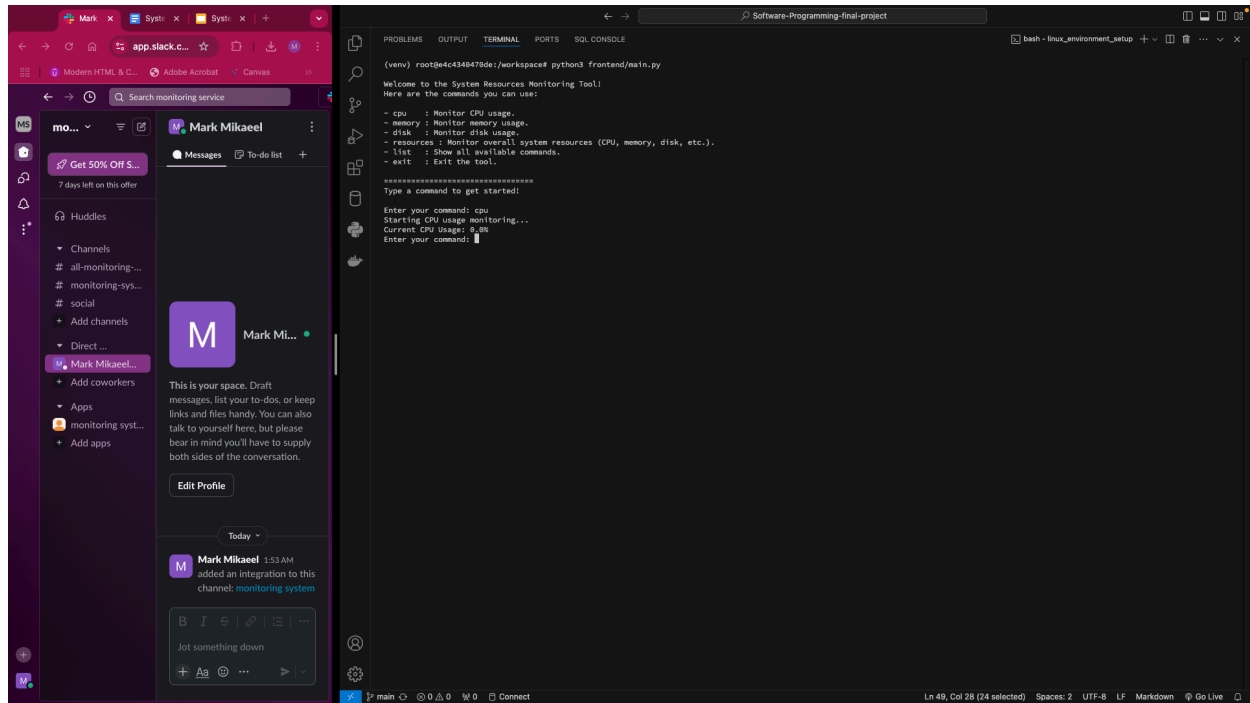 Mark
Syste
Syste
app.slack.c...
Modern HTML & C...
Adobe Acrobat
Canvas
Search monitoring service
MS
mo...
Get 50% Off S...
7 days left on this offer
Huddles
Channels
# all-monitoring-...
# monitoring-sys...
# social
+ Add channels
Direct ...
Mark Mikaeel...
+ Add coworkers
Apps
monitoring syst...
+ Add apps
Mark Mikaeel
Messages
To-do list
M
Mark Mi...
This is your space. Draft
messages, list your to-dos, or keep
links and files handy. You can also
talk to yourself here, but please
bear in mind you'll have to supply
both sides of the conversation.
Edit Profile
Today
M
Mark Mikaeel 1:53 AM
added an integration to this
channel: monitoring system
Jot something down
Software-Programming-final-project
PROBLEMS OUTPUT TERMINAL PORTS SQL CONSOLE
bash - linux_environment_setup
(venv) root@e4c4340470de:/workspace# python3 frontend/main.py
Welcome to the System Resources Monitoring Tool!
Here are the commands you can use:
- cpu : Monitor CPU usage.
- memory : Monitor memory usage.
- disk : Monitor disk usage.
- resources : Monitor overall system resources (CPU, memory, disk, etc.).
- list : Show all available commands.
- exit : Exit the tool.
=================================
Type a command to get started!
Enter your command: cpu
Starting CPU usage monitoring...
Current CPU Usage: 0.0%
Enter your command:
main 0 0 0 Connect
Ln 49, Col 28 (24 selected) Spaces: 2 UTF-8 LF Markdown Go Live